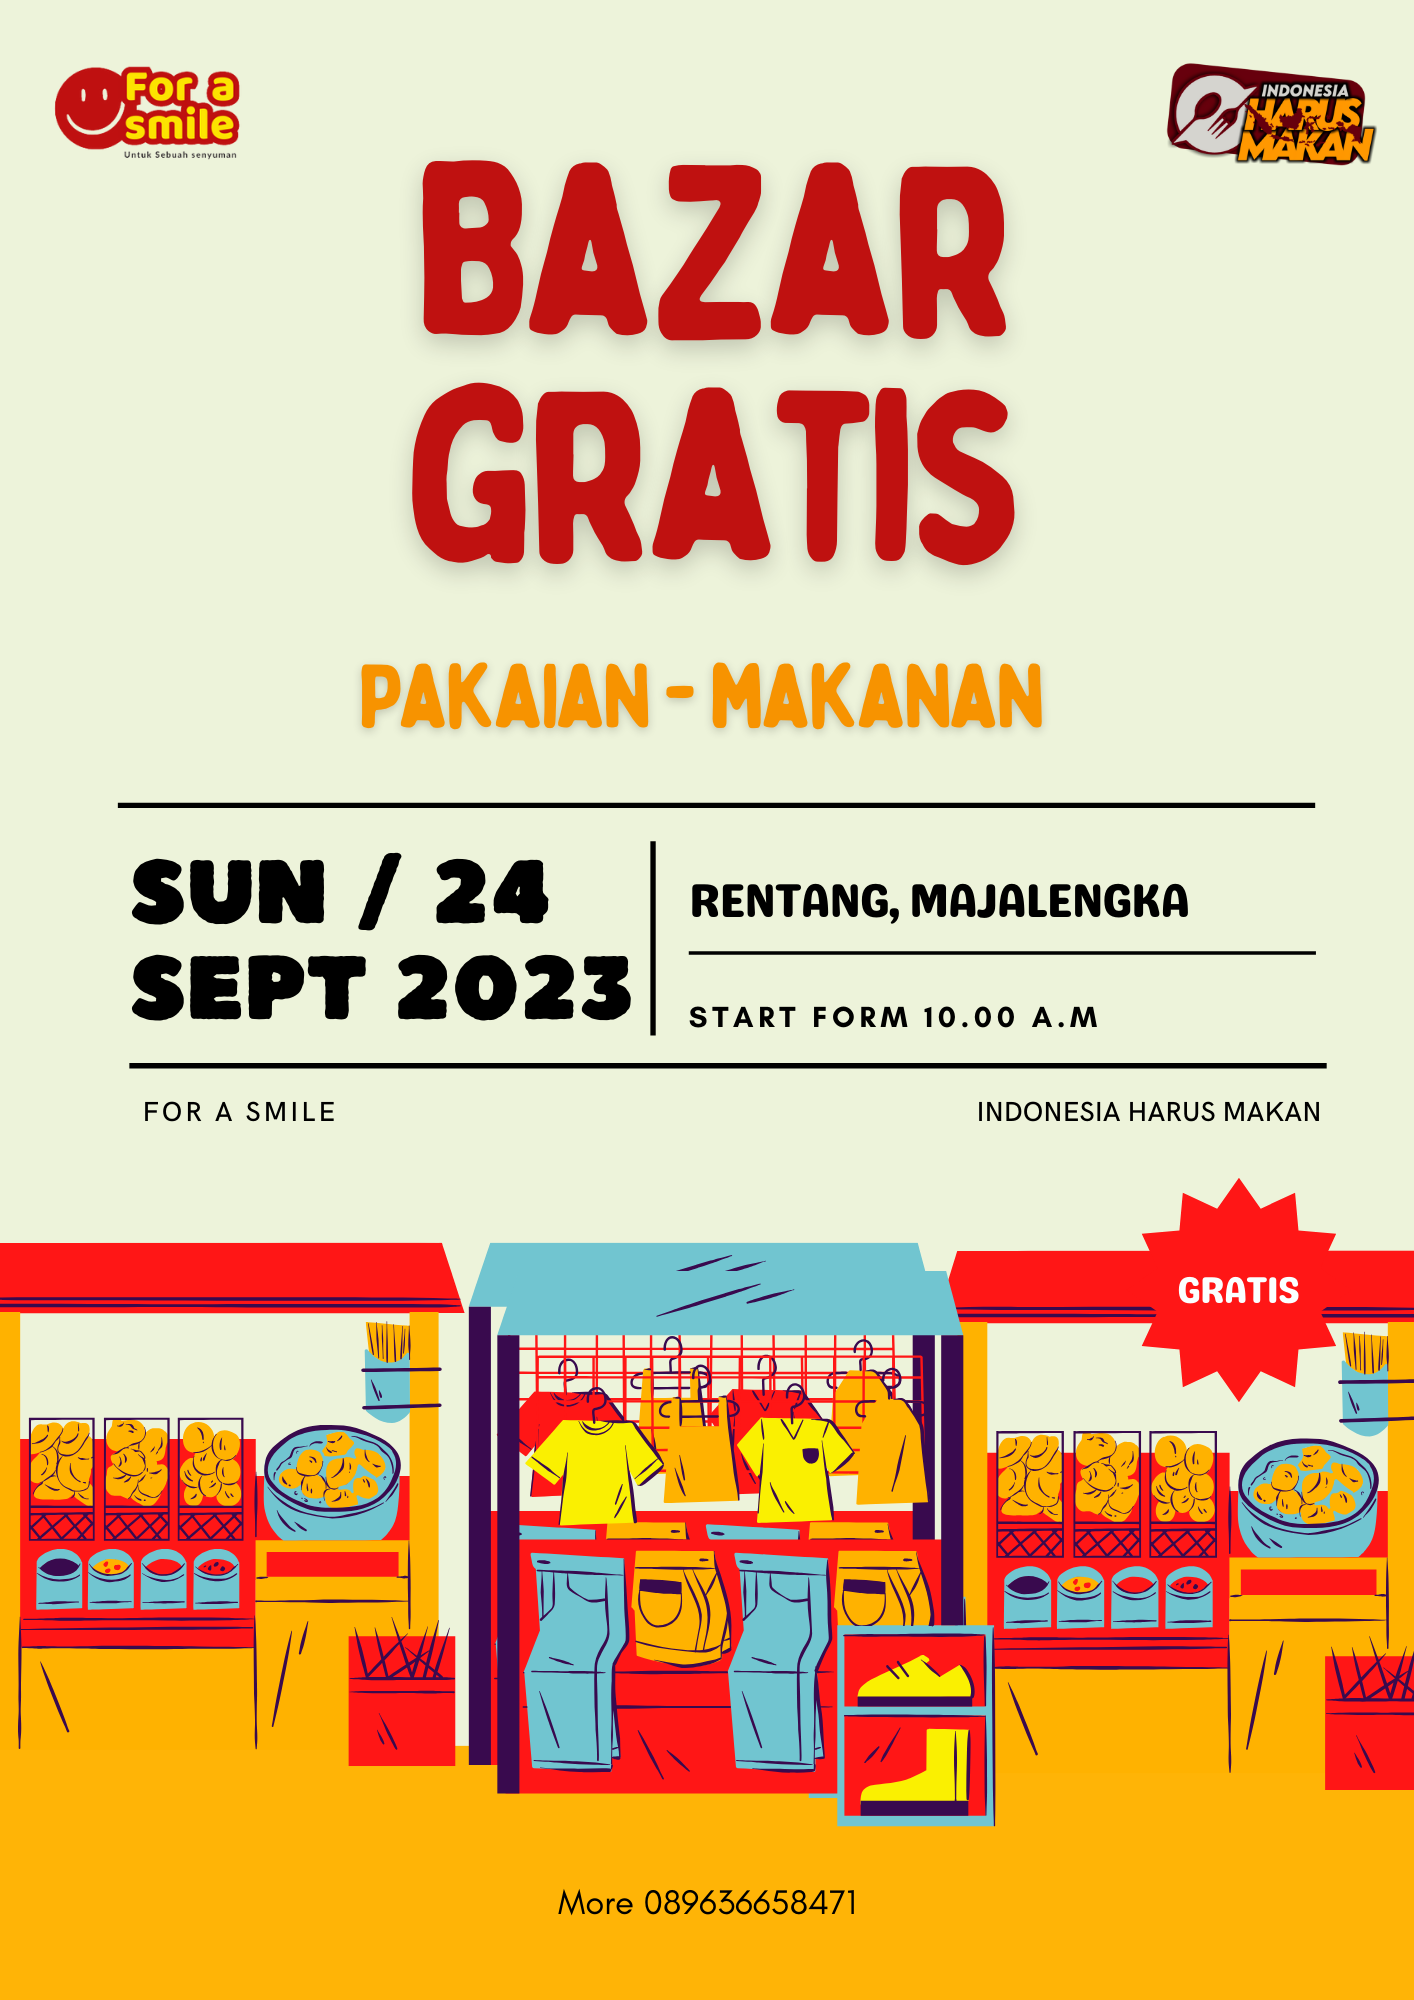 For a
smile
Untuk Sebuah senyuman
INDONESIA
HARUS
MAKAN
BAZAR
GRATIS
PAKAIAN - MAKANAN
SUN / 24
SEPT 2023
RENTANG, MAJALENGKA
START FORM 10.00 A.M
FOR A SMILE
INDONESIA HARUS MAKAN
GRATIS
More 089636658471